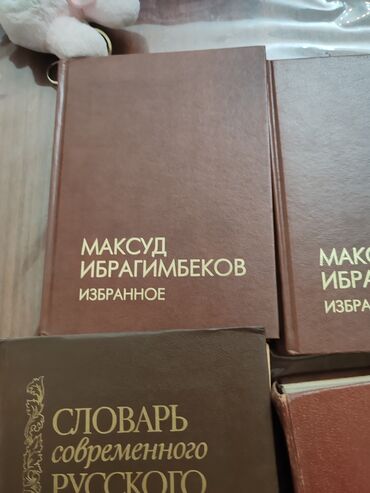 МАКСУД
ИБРАГИМБЕКОВ
ИЗБРАННОЕ
МАКС
ИБРА
ИЗБРА
СЛОВАРЬ
современного
РУССКОГО